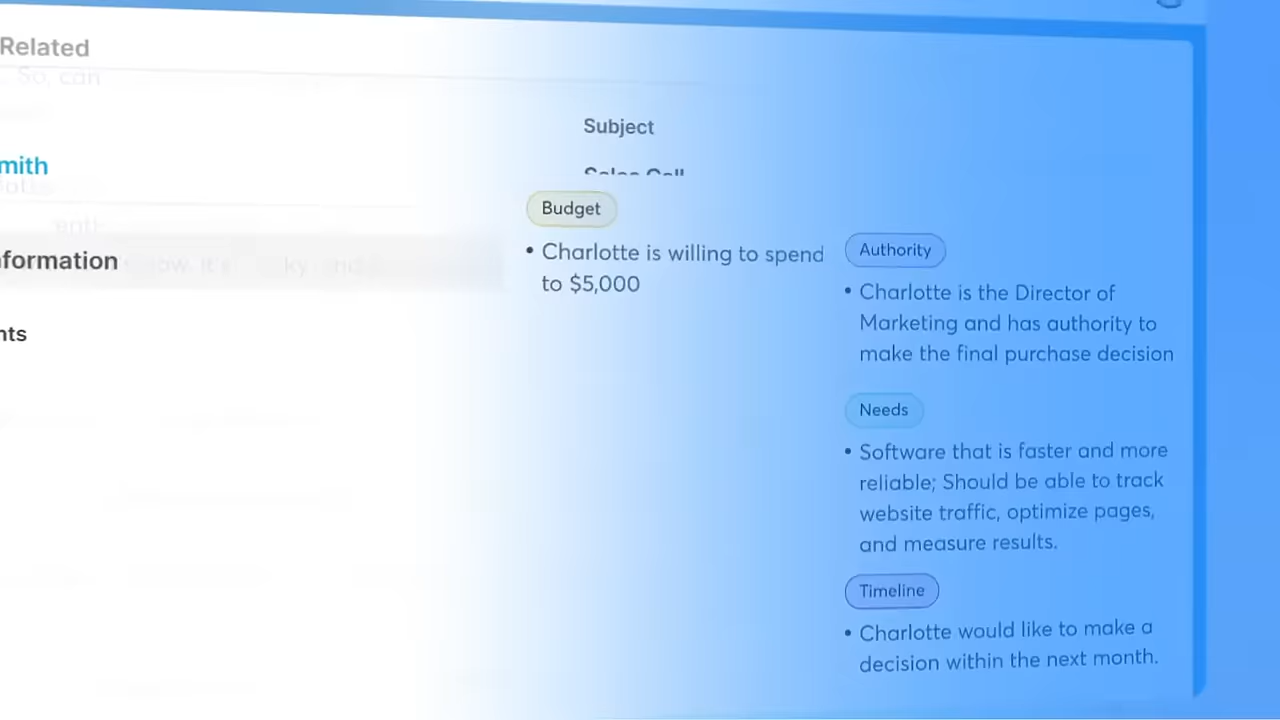 Related
So, can
Subject
mith
Budget
• Charlotte is willing to spend
to $5,000
nformation
nts
Authority
• Charlotte is the Director of
Marketing and has authority to
make the final purchase decision
Needs
• Software that is faster and more
reliable; Should be able to track
website traffic, optimize pages,
and measure results.
Timeline
• Charlotte would like to make a
decision within the next month.